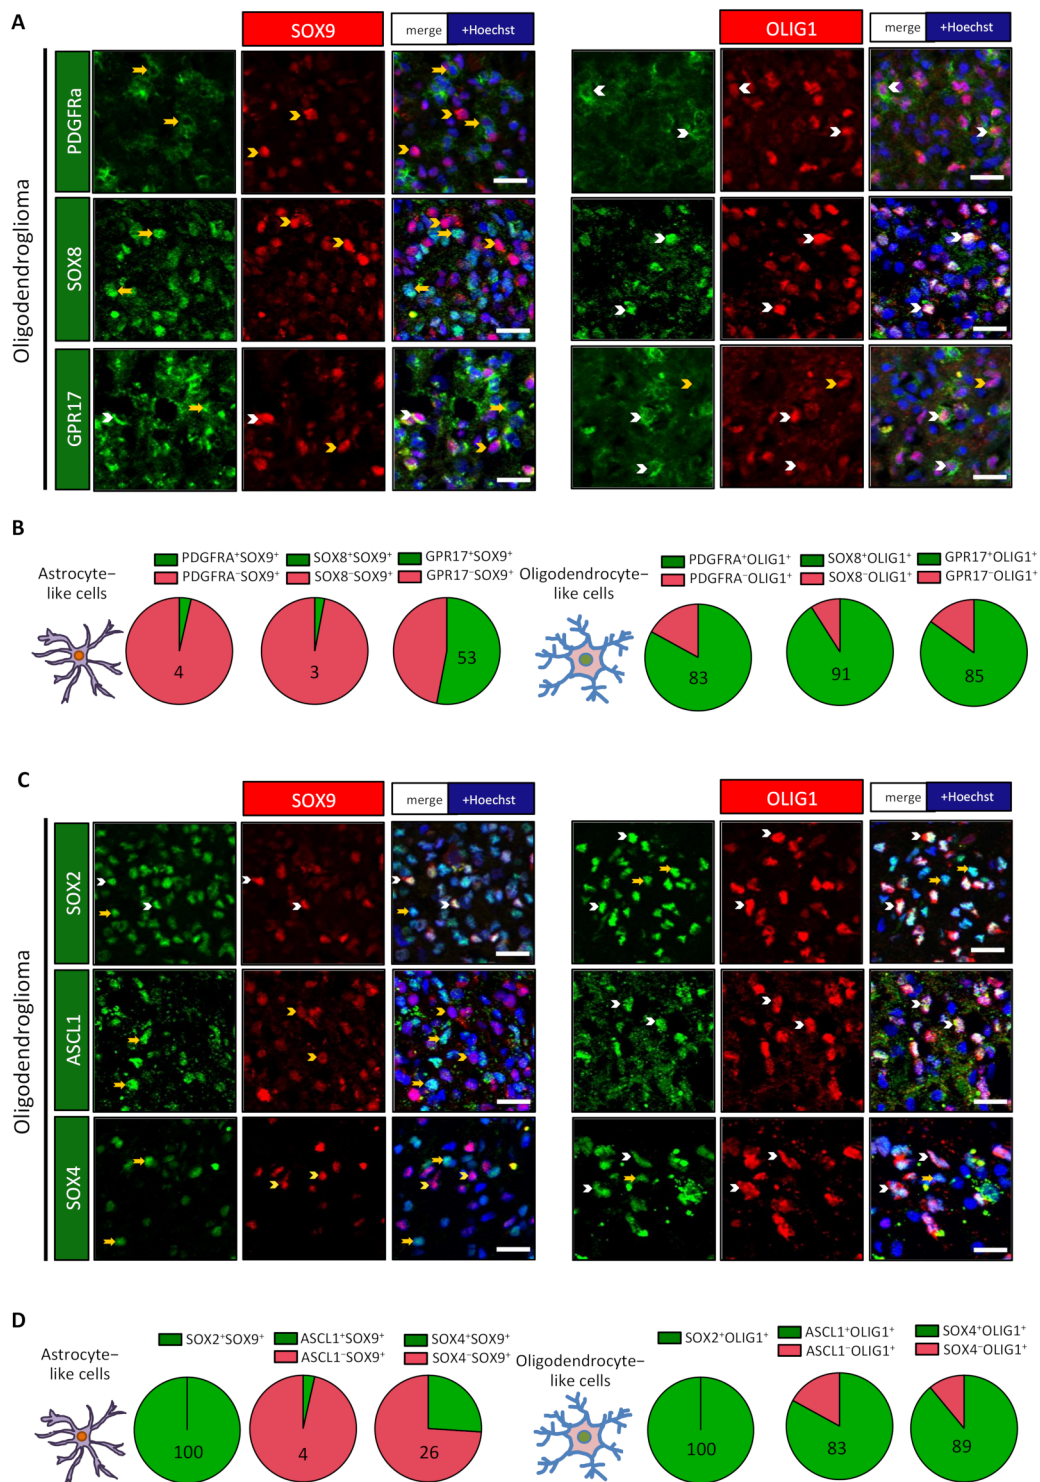 A
SOX9
merge
+Hoechst
OLIG1
merge
+Hoechst
Oligodendroglioma
PDGFRa
SOX8
GPR17
B
Astrocyte–
like cells
PDGFRA⁺SOX9⁺
PDGFRA⁻SOX9⁺
SOX8⁺SOX9⁺
SOX8⁻SOX9⁺
GPR17⁺SOX9⁺
GPR17⁻SOX9⁺
4
3
53
Oligodendrocyte–
like cells
PDGFRA⁺OLIG1⁺
PDGFRA⁻OLIG1⁺
SOX8⁺OLIG1⁺
SOX8⁻OLIG1⁺
GPR17⁺OLIG1⁺
GPR17⁻OLIG1⁺
83
91
85
C
SOX9
merge
+Hoechst
OLIG1
merge
+Hoechst
Oligodendroglioma
SOX2
ASCL1
SOX4
D
Astrocyte–
like cells
SOX2⁺SOX9⁺
ASCL1⁺SOX9⁺
ASCL1⁻SOX9⁺
SOX4⁺SOX9⁺
SOX4⁻SOX9⁺
100
4
26
Oligodendrocyte–
like cells
SOX2⁺OLIG1⁺
ASCL1⁺OLIG1⁺
ASCL1⁻OLIG1⁺
SOX4⁺OLIG1⁺
SOX4⁻OLIG1⁺
100
83
89